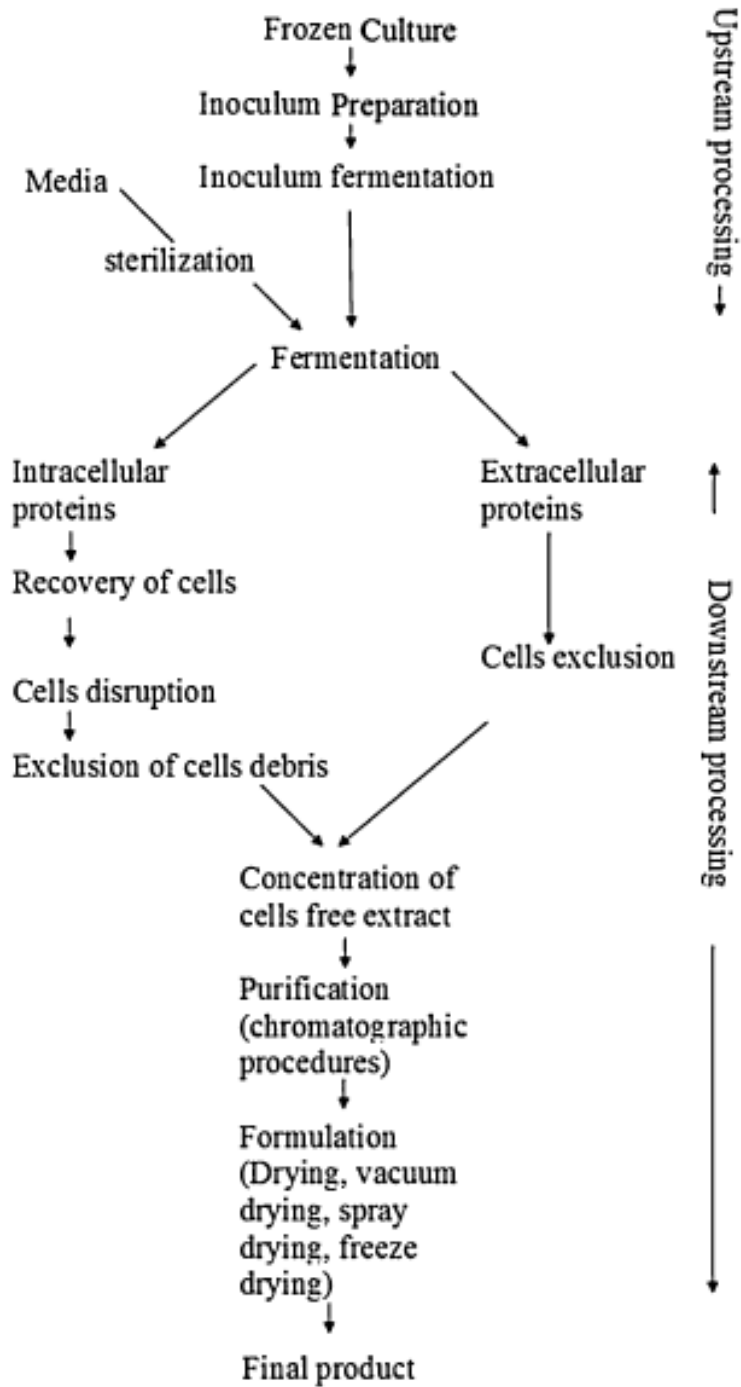 Frozen Culture
Inoculum Preparation
Inoculum fermentation
Media
sterilization
Fermentation
Intracellular
proteins
Recovery of cells
Cells disruption
Exclusion of cells debris
Extracellular
proteins
Cells exclusion
Concentration of
cells free extract
Purification
(chromatographic
procedures)
Formulation
(Drying, vacuum
drying, spray
drying, freeze
drying)
Final product
Upstream processing
Downstream processing